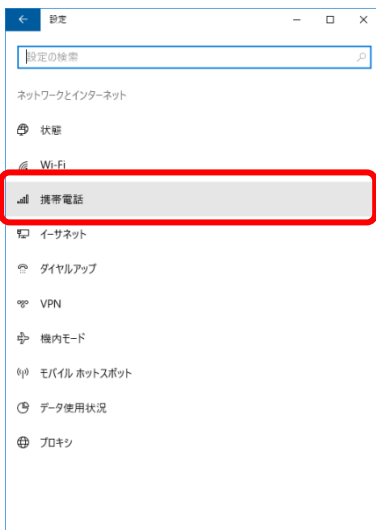 設定
設定の検索
ネットワークとインターネット
状態
Wi-Fi
携帯電話
イーサネット
ダイヤルアップ
VPN
機内モード
モバイル ホットスポット
データ使用状況
プロキシ